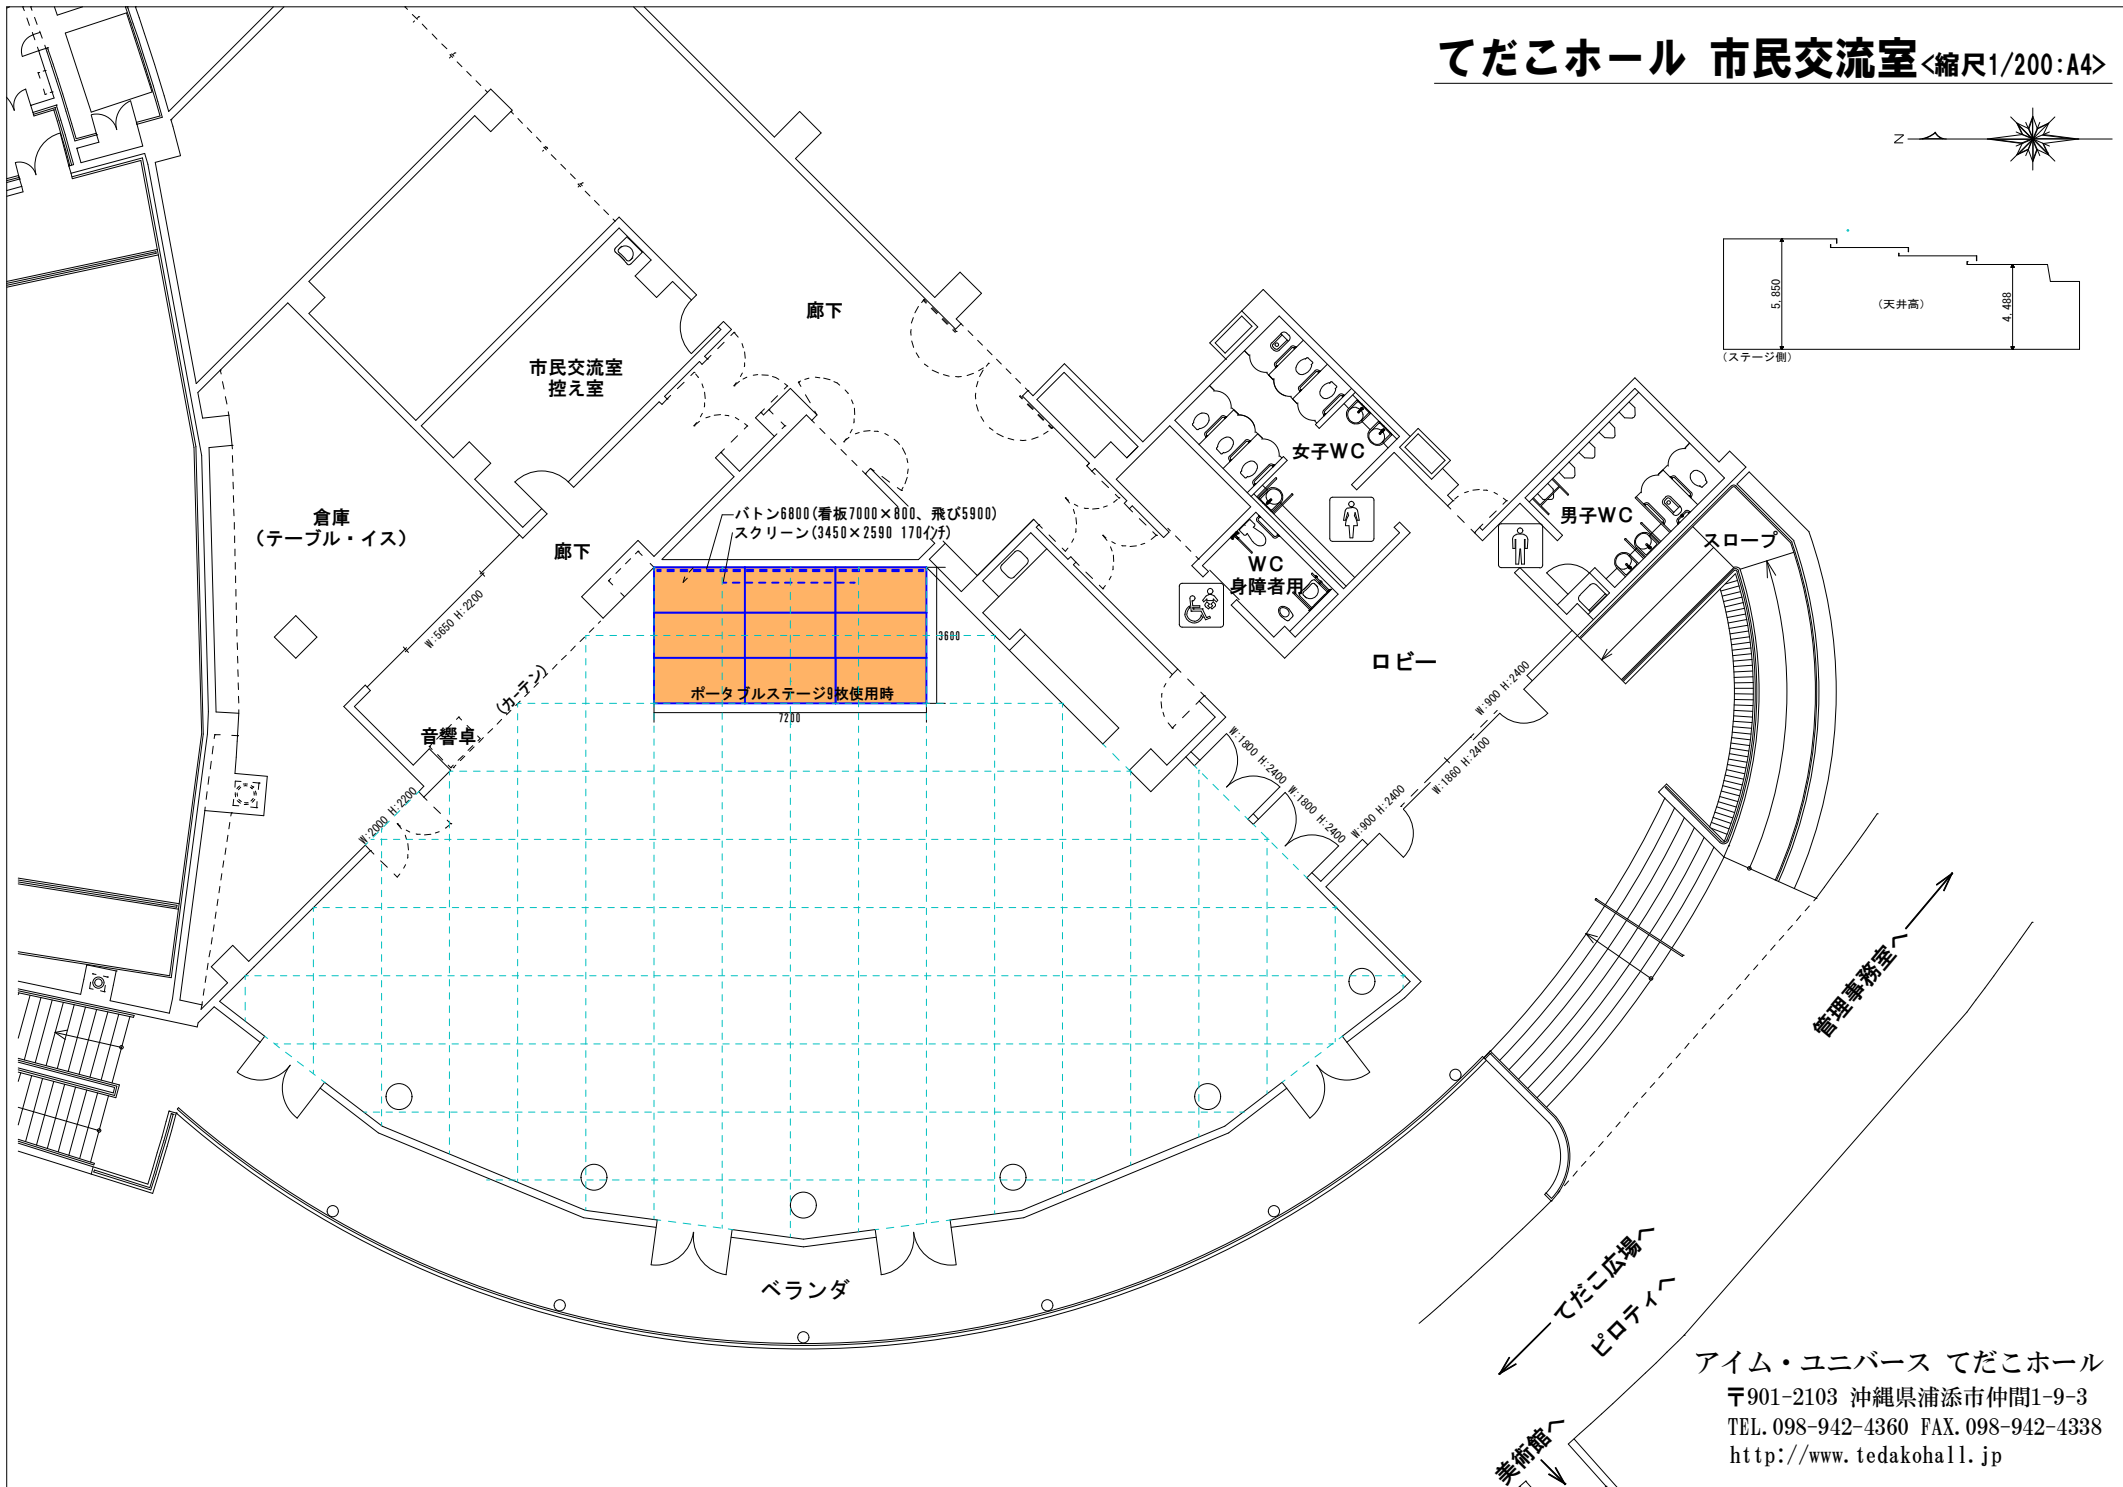 てだこホール 市民交流室<縮尺1/200:A4>
N
5,850
(天井高)
4,488
(ステージ側)
廊下
市民交流室
控え室
女子WC
倉庫
(テーブル・イス)
バトン6800(看板7000×800、飛び5900)
スクリーン(3450×2590 170インチ)
廊下
男子WC
スロープ
WC
身障者用
W:5650 H:2200
3600
ロビー
(カーテン)
ポータブルステージ9枚使用時
7200
音響卓
W:900 H:2400
W:1860 H:2400
W:1800 H:2400
W:1800 H:2400
W:900 H:2400
W:2000 H:2200
管理事務室へ
てだこ広場へ
ピロティへ
ベランダ
美術館へ
アイム・ユニバース てだこホール
〒901-2103 沖縄県浦添市仲間1-9-3
TEL.098-942-4360 FAX.098-942-4338
http://www.tedakohall.jp